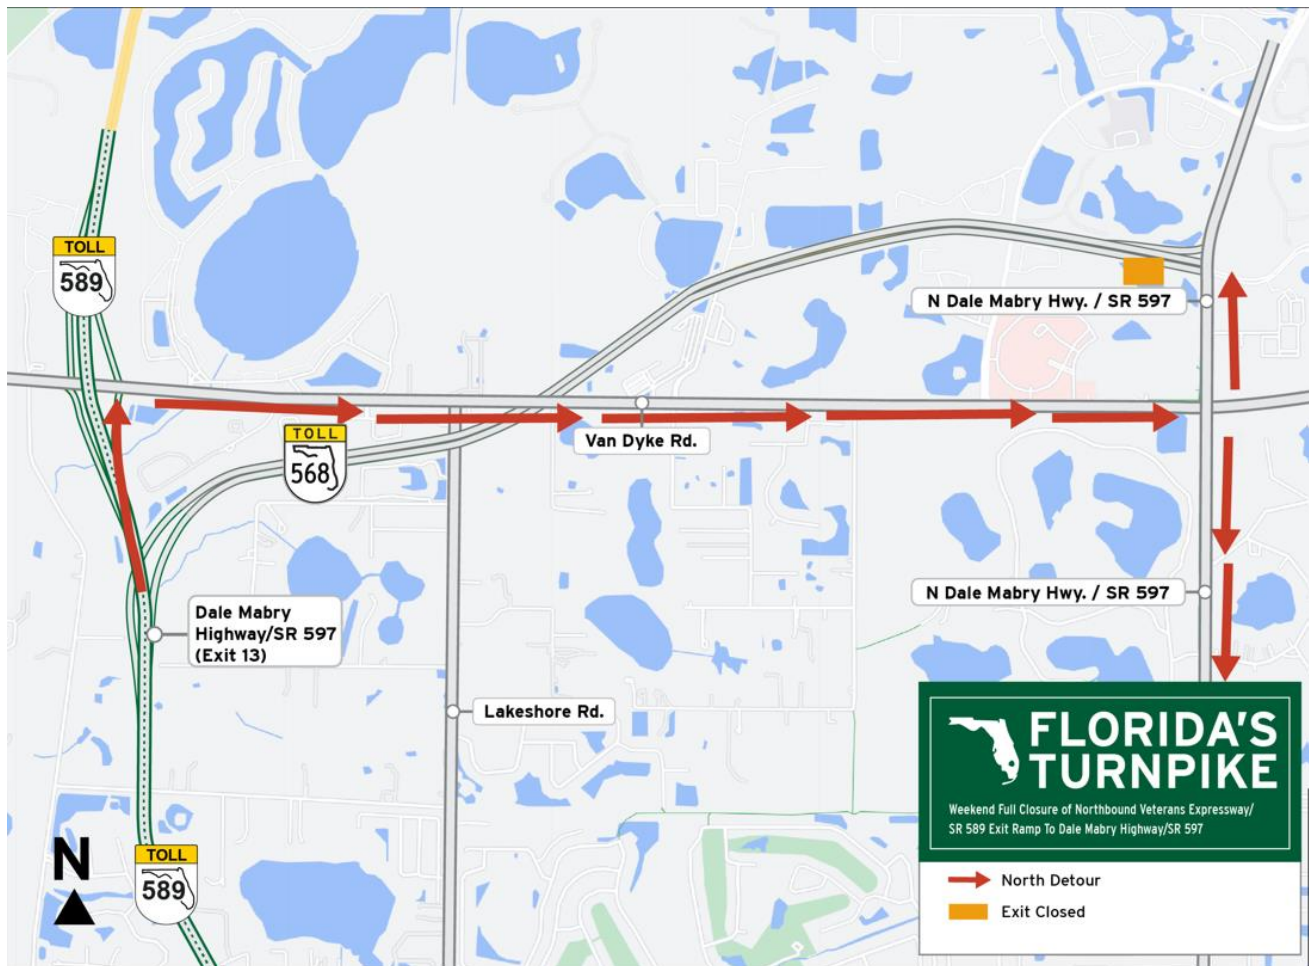 TOLL
589
N Dale Mabry Hwy. / SR 597
Van Dyke Rd.
TOLL
568
N Dale Mabry Hwy. / SR 597
Dale Mabry
Highway/SR 597
(Exit 13)
Lakeshore Rd.
FLORIDA'S
TURNPIKE
Weekend Full Closure of Northbound Veterans Expressway/
SR 589 Exit Ramp To Dale Mabry Highway/SR 597
N
TOLL
589
North Detour
Exit Closed